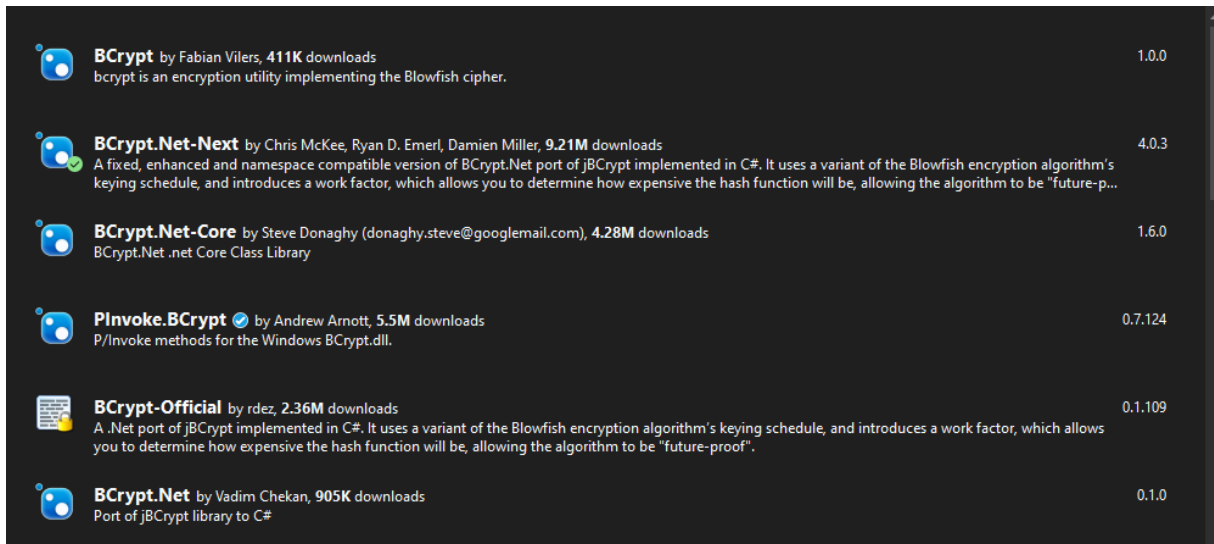 BCrypt by Fabian Vilers, 411K downloads 1.0.0
bcrypt is an encryption utility implementing the Blowfish cipher.
BCrypt.Net-Next by Chris McKee, Ryan D. Emerl, Damien Miller, 9.21M downloads 4.0.3
A fixed, enhanced and namespace compatible version of BCrypt.Net port of jBCrypt implemented in C#. It uses a variant of the Blowfish encryption algorithm's
keying schedule, and introduces a work factor, which allows you to determine how expensive the hash function will be, allowing the algorithm to be "future-p...
BCrypt.Net-Core by Steve Donaghy (donaghy.steve@googlemail.com), 4.28M downloads 1.6.0
BCrypt.Net .net Core Class Library
PInvoke.BCrypt by Andrew Arnott, 5.5M downloads 0.7.124
P/Invoke methods for the Windows BCrypt.dll.
BCrypt-Official by rdez, 2.36M downloads 0.1.109
A .Net port of jBCrypt implemented in C#. It uses a variant of the Blowfish encryption algorithm's keying schedule, and introduces a work factor, which allows
you to determine how expensive the hash function will be, allowing the algorithm to be "future-proof".
BCrypt.Net by Vadim Chekan, 905K downloads 0.1.0
Port of jBCrypt library to C#